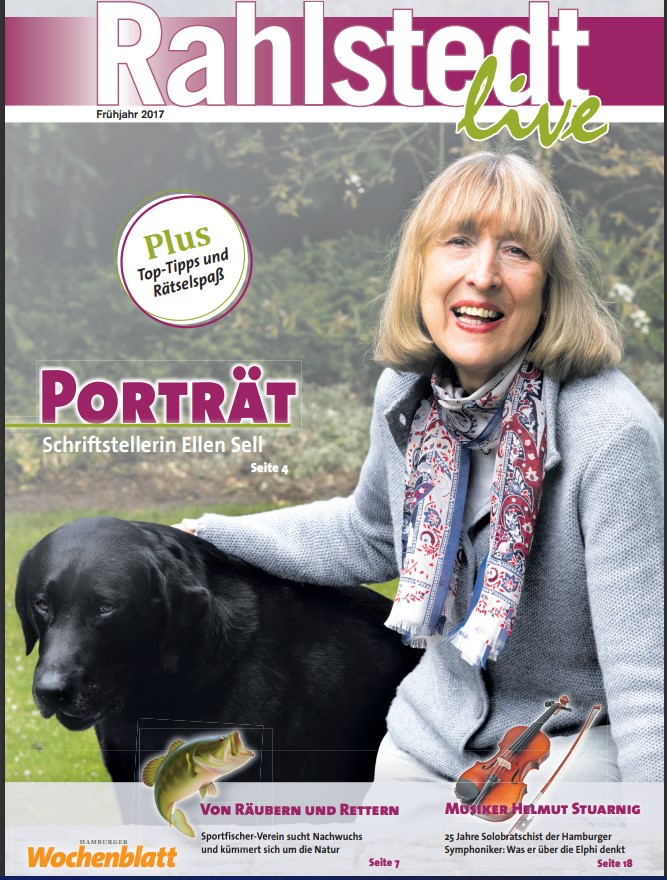 Rahlstedt
live
Frühjahr 2017
Plus
Top-Tipps und
Rätselspaß
Porträt
Schriftstellerin Ellen Sell
Seite 4
Von Räubern und Rettern
Sportfischer-Verein sucht Nachwuchs
und kümmert sich um die Natur
Seite 7
Musiker Helmut Stuarnig
25 Jahre Solobratschist der Hamburger
Symphoniker: Was er über die Elphi denkt
Seite 18
HAMBURGER
Wochenblatt